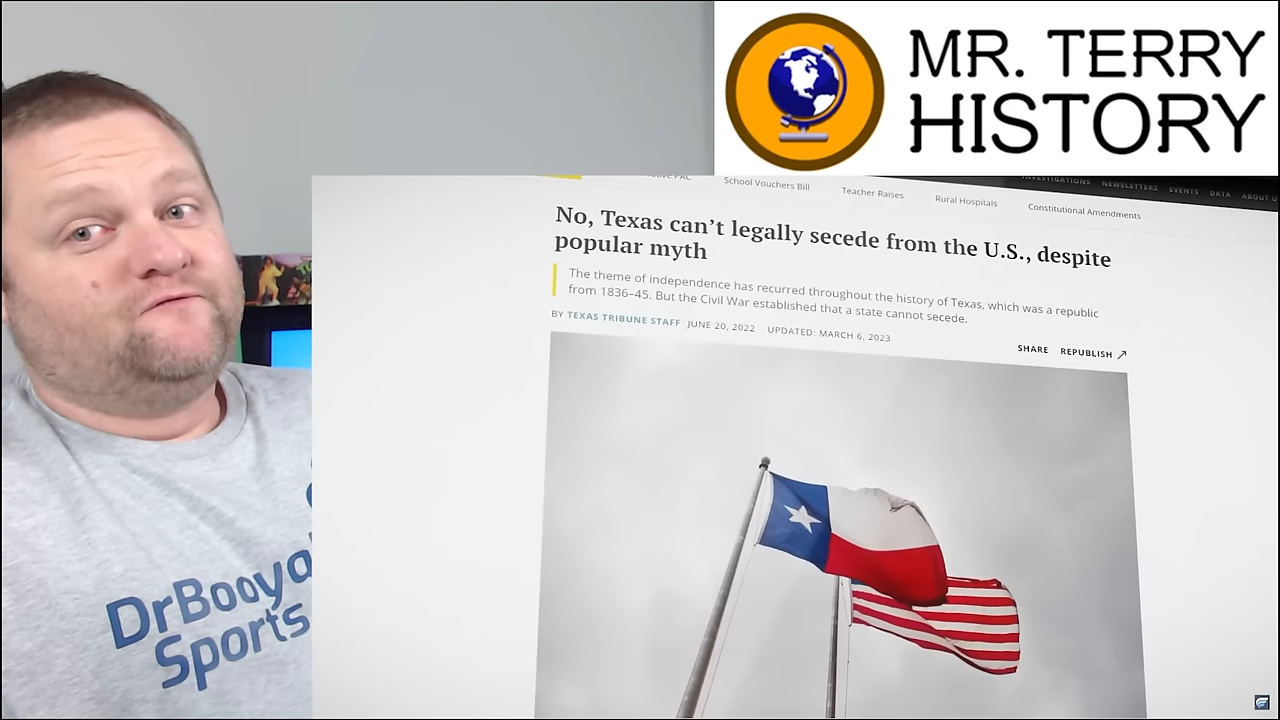 MR. TERRY
HISTORY
PAC
School Vouchers Bill
Teacher Raises
Rural Hospitals
Constitutional Amendments
INVESTIGATIONS
NEWSLETTERS
EVENTS
DATA
ABOUT
No, Texas can’t legally secede from the U.S., despite
popular myth
The theme of independence has recurred throughout the history of Texas, which was a republic
from 1836–45. But the Civil War established that a state cannot secede.
BY TEXAS TRIBUNE STAFF JUNE 20, 2022 UPDATED: MARCH 6, 2023
SHARE REPUBLISH
DrBooya
Sports